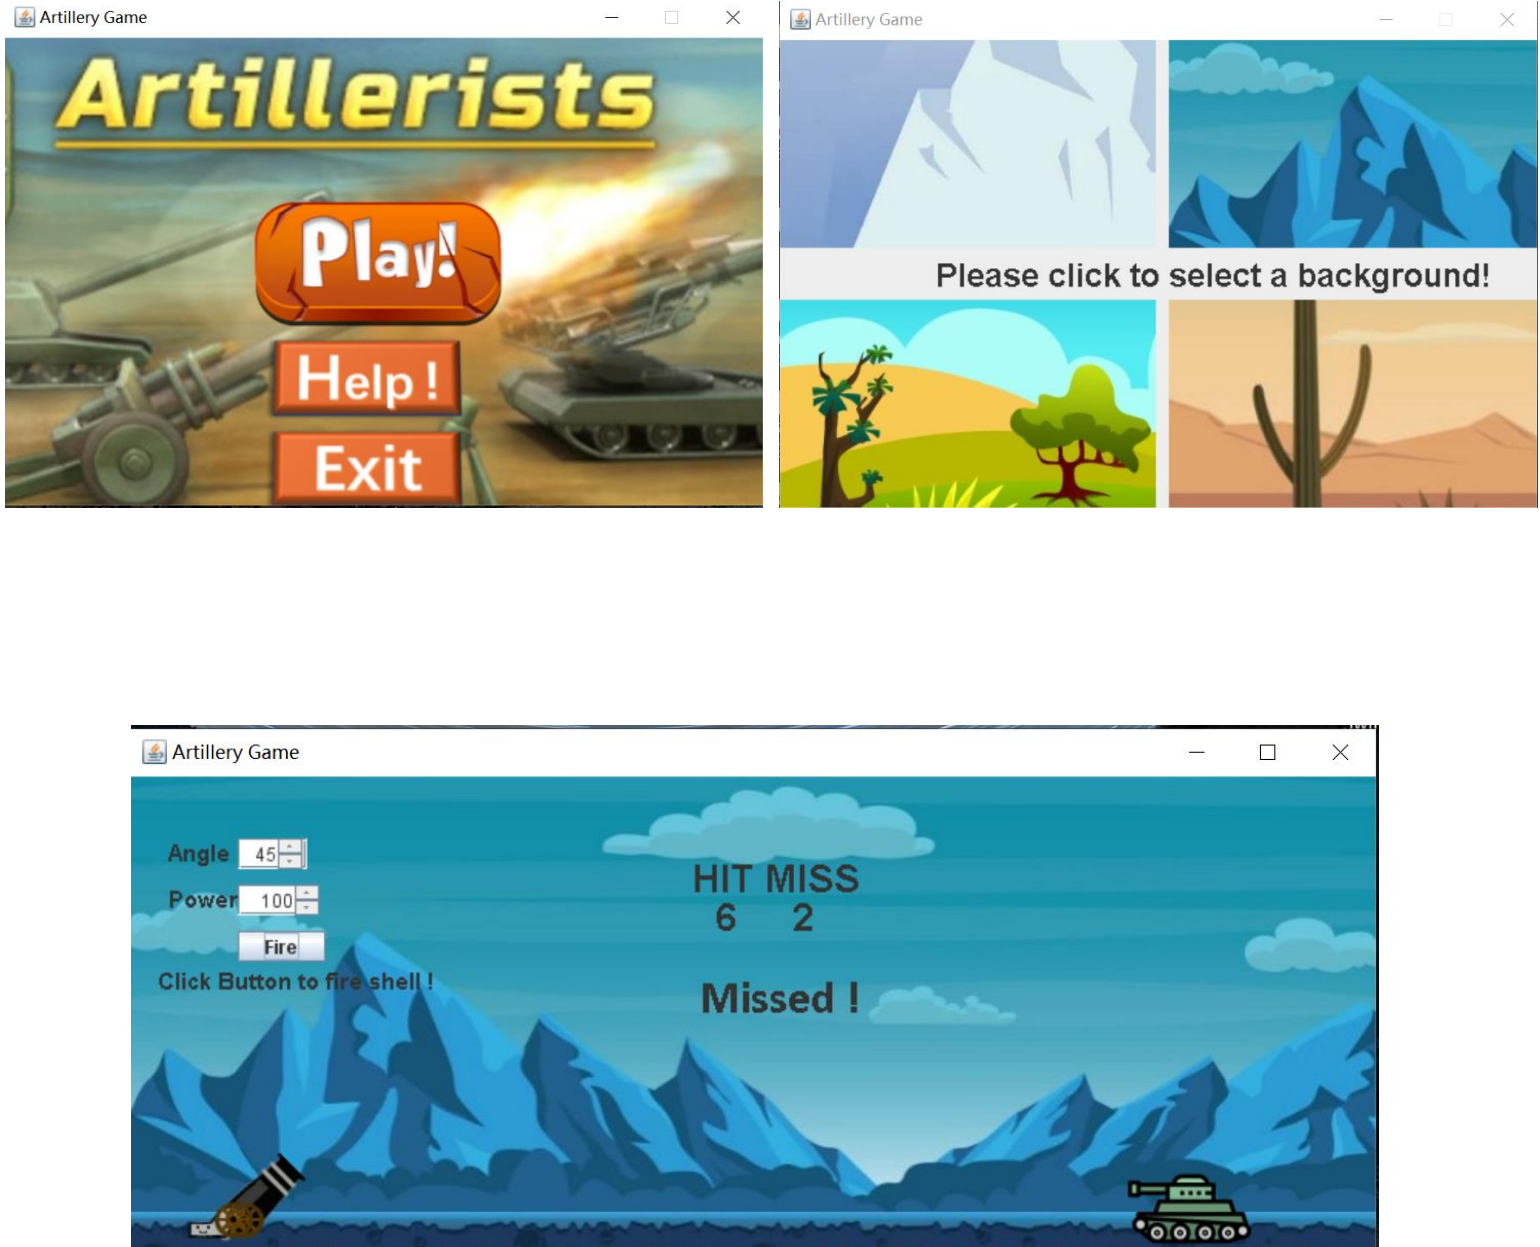 Artillery Game
Artillerists
Play!
Help !
Exit
Artillery Game
Please click to select a background!
Artillery Game
Angle 45
Power 100
Fire
Click Button to fire shell !
HIT MISS
6 2
Missed !